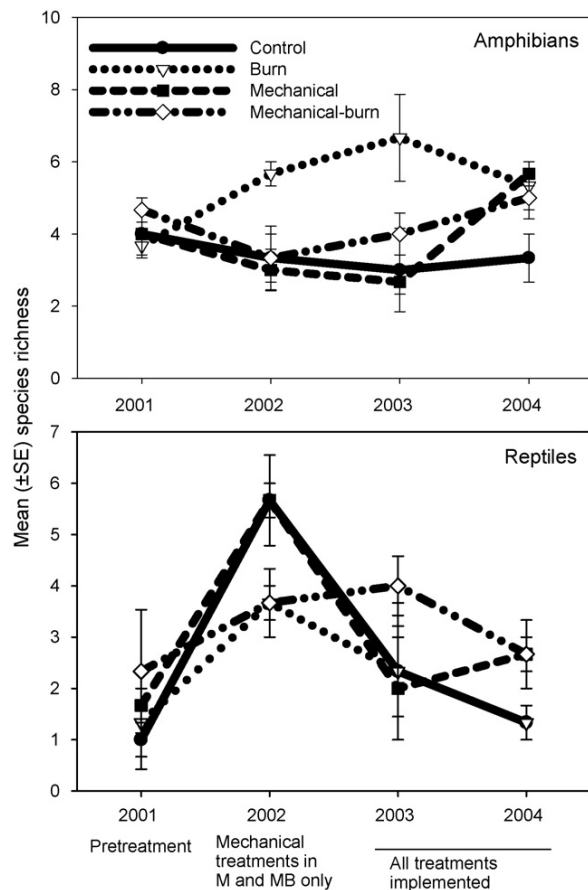 Mean (±SE) species richness
10
8
6
4
2
0
Control
Burn
Mechanical
Mechanical-burn
Amphibians
2001 2002 2003 2004
7
6
5
4
3
2
1
0
Reptiles
2001 2002 2003 2004
Pretreatment
Mechanical
treatments in
M and MB only
All treatments
implemented